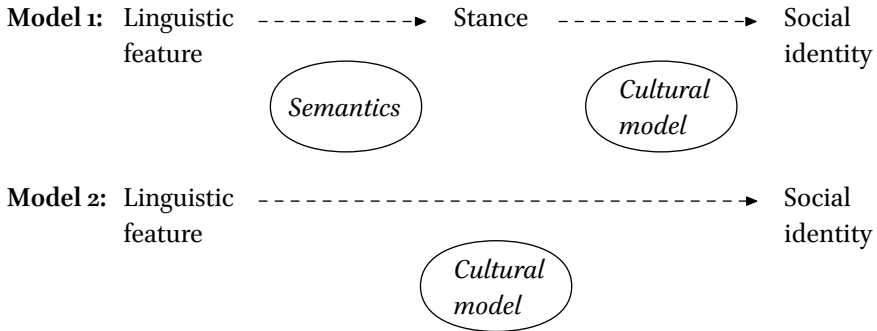 Model 1: Linguistic feature Stance Social identity
Semantics Cultural model
Model 2: Linguistic feature Social identity
Cultural model